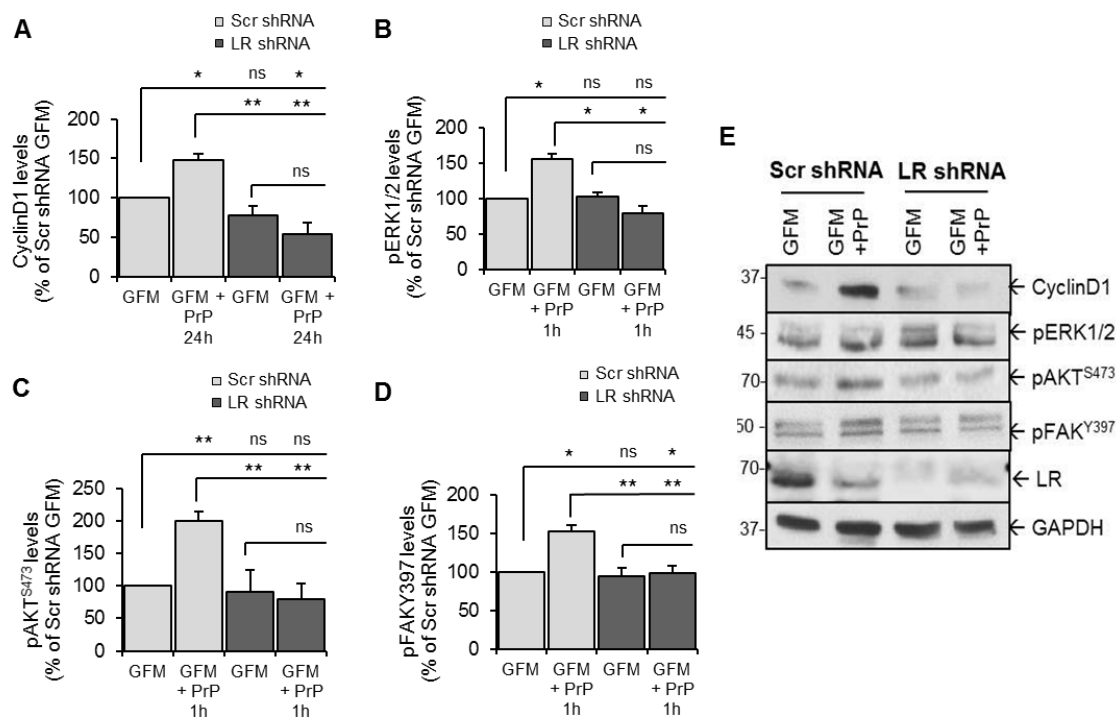 A
Scr shRNA
LR shRNA
* ns *
** **
ns
CyclinD1 levels
(% of Scr shRNA GFM)
200
150
100
50
0
GFM GFM + GFM GFM +
PrP PrP
24h 24h
B
Scr shRNA
LR shRNA
* ns ns
* *
ns
pERK1/2 levels
(% of Scr shRNA GFM)
200
150
100
50
0
GFM GFM GFM GFM
+ PrP + PrP
1h 1h
C
Scr shRNA
LR shRNA
** ns ns
** **
ns
pAKTS473 levels
(% of Scr shRNA GFM)
250
200
150
100
50
0
GFM GFM GFM GFM
+ PrP + PrP
1h 1h
D
Scr shRNA
LR shRNA
* ns *
** **
ns
pFAKY397 levels
(% of Scr shRNA GFM)
200
150
100
50
0
GFM GFM GFM GFM
+ PrP + PrP
1h 1h
E
Scr shRNA LR shRNA
GFM
GFM
+PrP
GFM
GFM
+PrP
37- ← CyclinD1
45 ← pERK1/2
70- ← pAKTS473
50 ← pFAKY397
70 ← LR
37- ← GAPDH